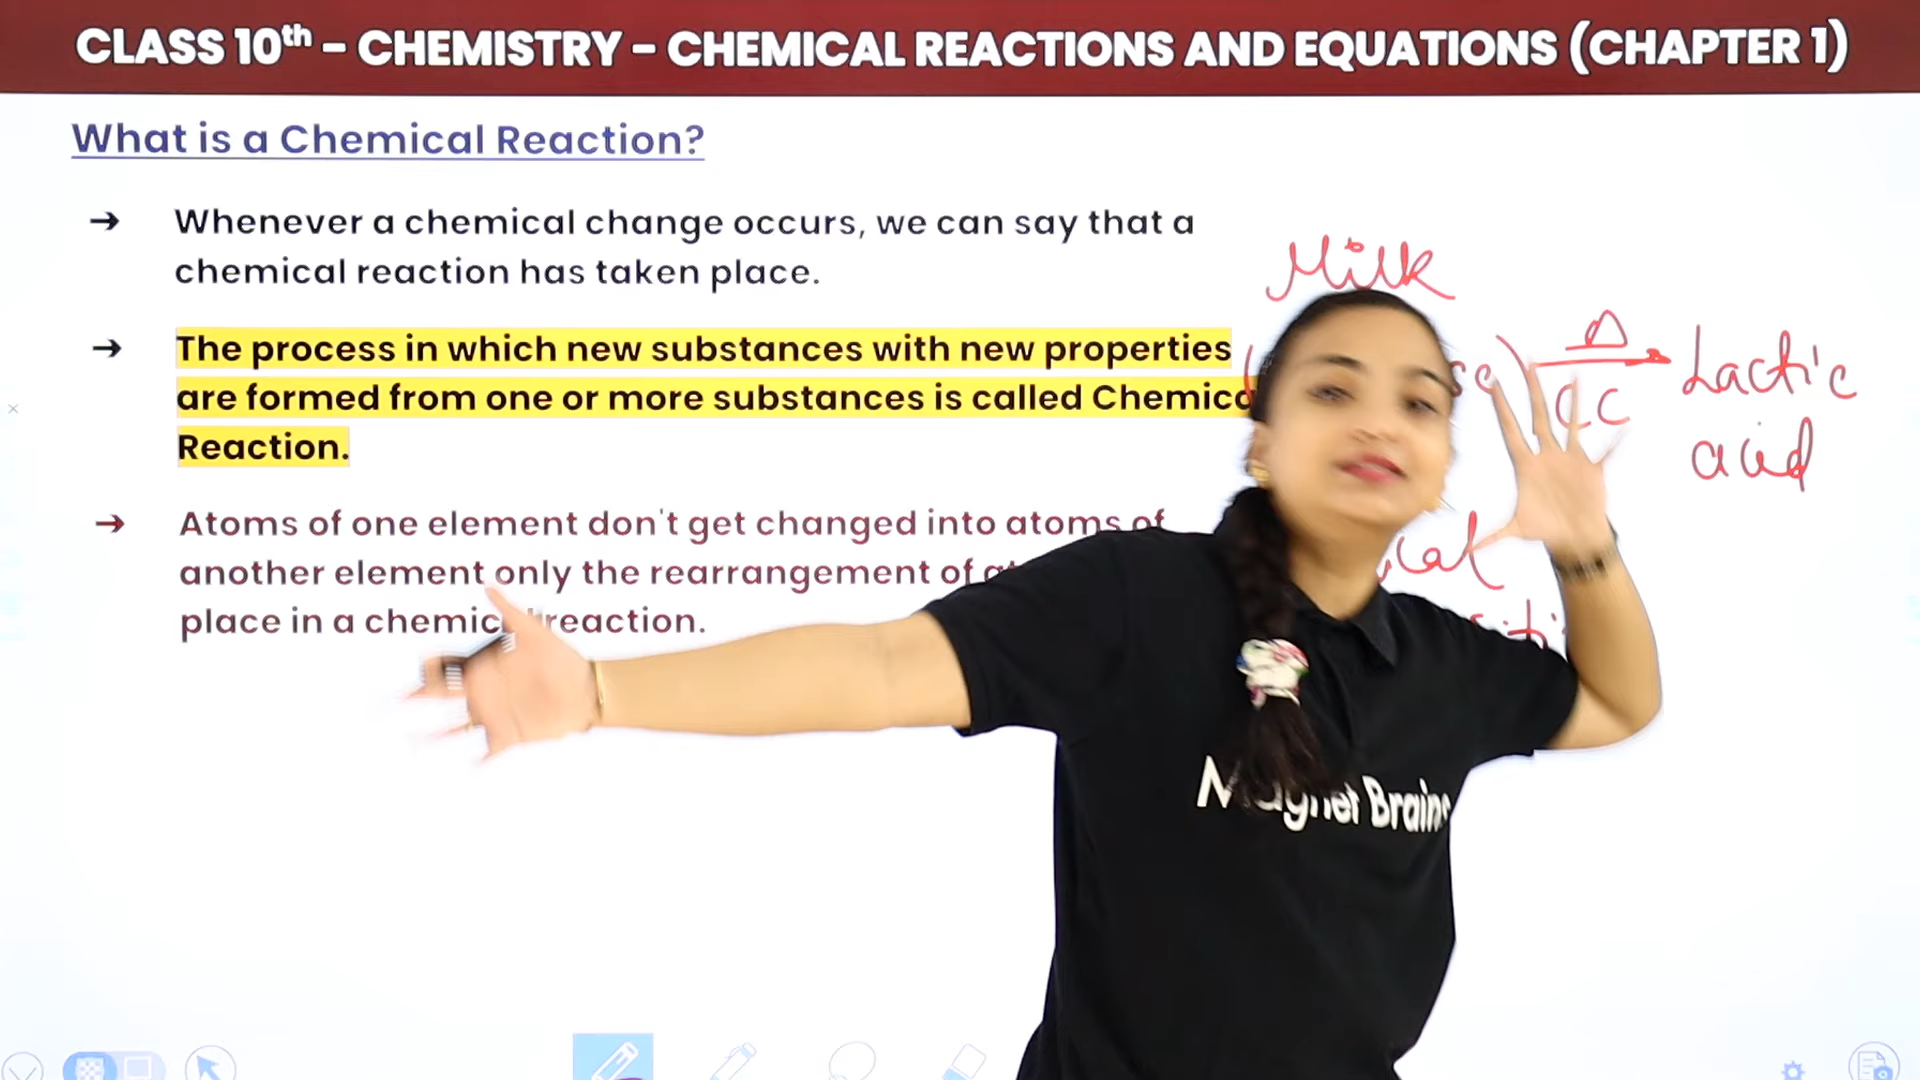 CLASS 10th - CHEMISTRY - CHEMICAL REACTIONS AND EQUATIONS (CHAPTER 1)
What is a Chemical Reaction?
→ Whenever a chemical change occurs, we can say that a
chemical reaction has taken place.
→ The process in which new substances with new properties
are formed from one or more substances is called
Reaction.
→ Atoms of one element don't get changed into atoms of
another element only the rearrangement of
place in a reaction.
Milk
Δ
Lactic
CC
acid
Magnet Brains